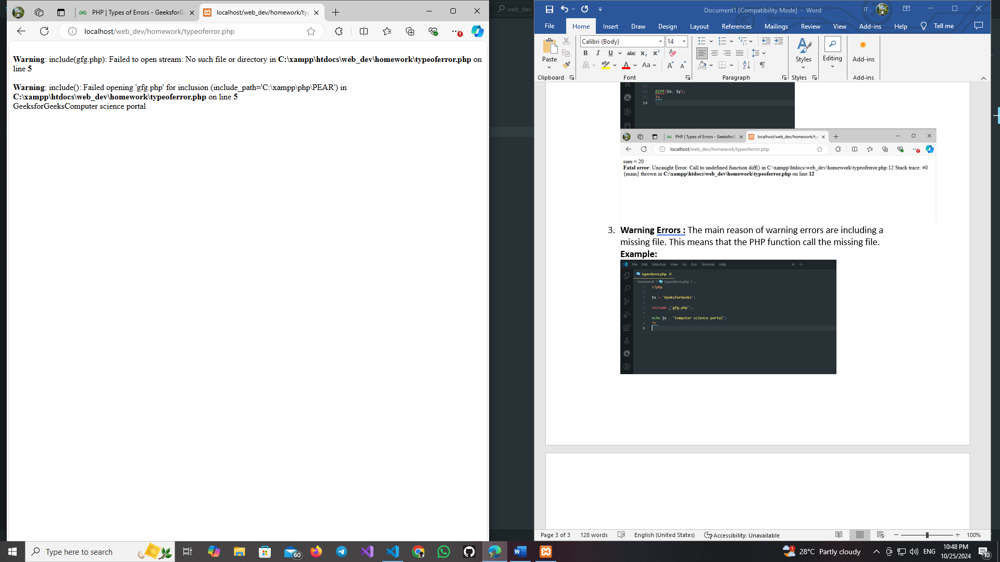 PHP | Types of Errors - GeeksforG
localhost/web_dev/homework/typ
localhost/web_dev/homework/typeoferror.php
Warning: include(gfg.php): Failed to open stream: No such file or directory in C:\xampp\htdocs\web_dev\homework\typeoferror.php on
line 5
Warning: include(): Failed opening 'gfg.php' for inclusion (include_path='C:\xampp\php\PEAR') in
C:\xampp\htdocs\web_dev\homework\typeoferror.php on line 5
GeeksforGeeksComputer science portal
web_dev
Document1 [Compatibility Mode] - Word
IT .
File Home Insert Draw Design Layout References Mailings Review View Add-ins Help Tell me
Calibri (Body) 14
Paste
B I U abc x₂ x²
A aby A Aa A A
Styles
Editing
Add-ins
Clipboard Font Paragraph Styles Add-ins
11
12 diff($x, $y);
13 ?>
14
PHP | Types of Errors - GeeksforG
localhost/web_dev/homework/ty
localhost/web_dev/homework/typeoferror.php
sum = 20
Fatal error: Uncaught Error: Call to undefined function diff() in C:\xampp\htdocs\web_dev\homework\typeoferror.php:12 Stack trace: #0
{main} thrown in C:\xampp\htdocs\web_dev\homework\typeoferror.php on line 12
3. Warning Errors : The main reason of warning errors are including a
missing file. This means that the PHP function call the missing file.
Example:
File Edit Selection View Go Run Terminal Help
typeoferror.php
homework > typeoferror.php > ...
1 <?php
2
3 $x = "GeeksforGeeks";
4
5 include ("gfg.php");
6
7 echo $x . "Computer science portal";
8 ?>
9
Page 3 of 3 128 words English (United States) Accessibility: Unavailable 100%
Type here to search
60
28°C Partly cloudy
ENG
10:48 PM
10/25/2024
10